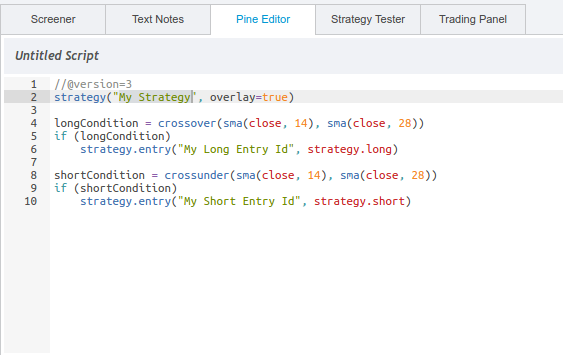 Screener Text Notes Pine Editor Strategy Tester Trading Panel
Untitled Script
1 //@version=3
2 strategy("My Strategy", overlay=true)
3
4 longCondition = crossover(sma(close, 14), sma(close, 28))
5 if (longCondition)
6     strategy.entry("My Long Entry Id", strategy.long)
7
8 shortCondition = crossunder(sma(close, 14), sma(close, 28))
9 if (shortCondition)
10     strategy.entry("My Short Entry Id", strategy.short)